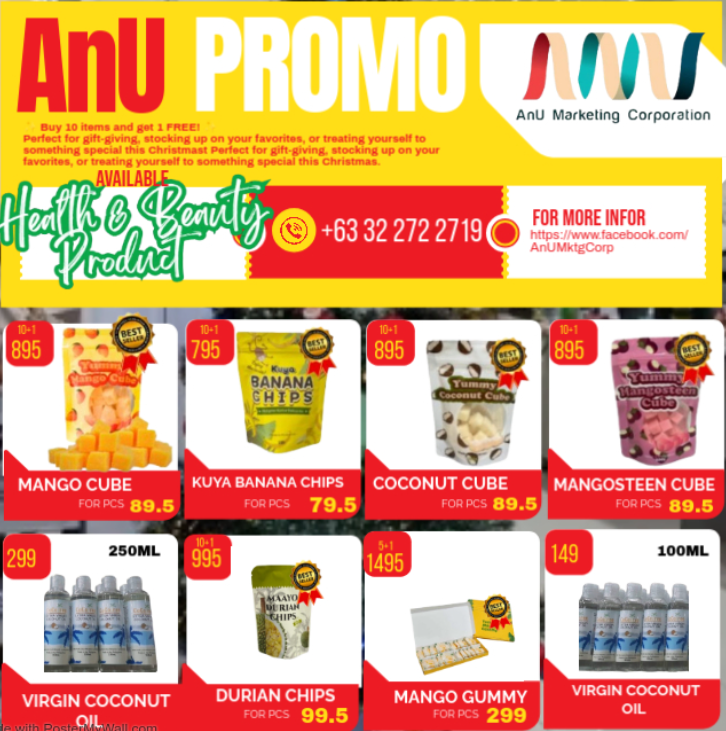 AnU PROMO
AnU Marketing Corporation
Buy 10 items and get 1 FREE!
Perfect for gift-giving, stocking up on your favorites, or treating yourself to
something special this Christmast Perfect for gift-giving, stocking up on your
favorites, or treating yourself to something special this Christmas.
AVAILABLE
Health & Beauty
Product
+63 32 272 2719
FOR MORE INFOR
https://www.facebook.com/
AnUMktgCorp
10+1
895
BEST SELLER
Yummy
Mango Cube
MANGO CUBE
FOR PCS 89.5
10+1
795
BEST SELLER
Kuya
BANANA
CHIPS
KUYA BANANA CHIPS
FOR PCS 79.5
10+1
895
BEST SELLER
Yummy
Coconut Cube
COCONUT CUBE
FOR PCS 89.5
10+1
895
BEST SELLER
Yummy
Mangosteen
Cube
MANGOSTEEN CUBE
FOR PCS 89.5
299
250ML
VIRGIN COCONUT
OIL
10+1
995
BEST SELLER
MAAYO
DURIAN
CHIPS
DURIAN CHIPS
FOR PCS 99.5
5+1
1495
BEST SELLER
MANGO GUMMY
FOR PCS 299
149
100ML
VIRGIN COCONUT
OIL
de with PosterMyWall.com